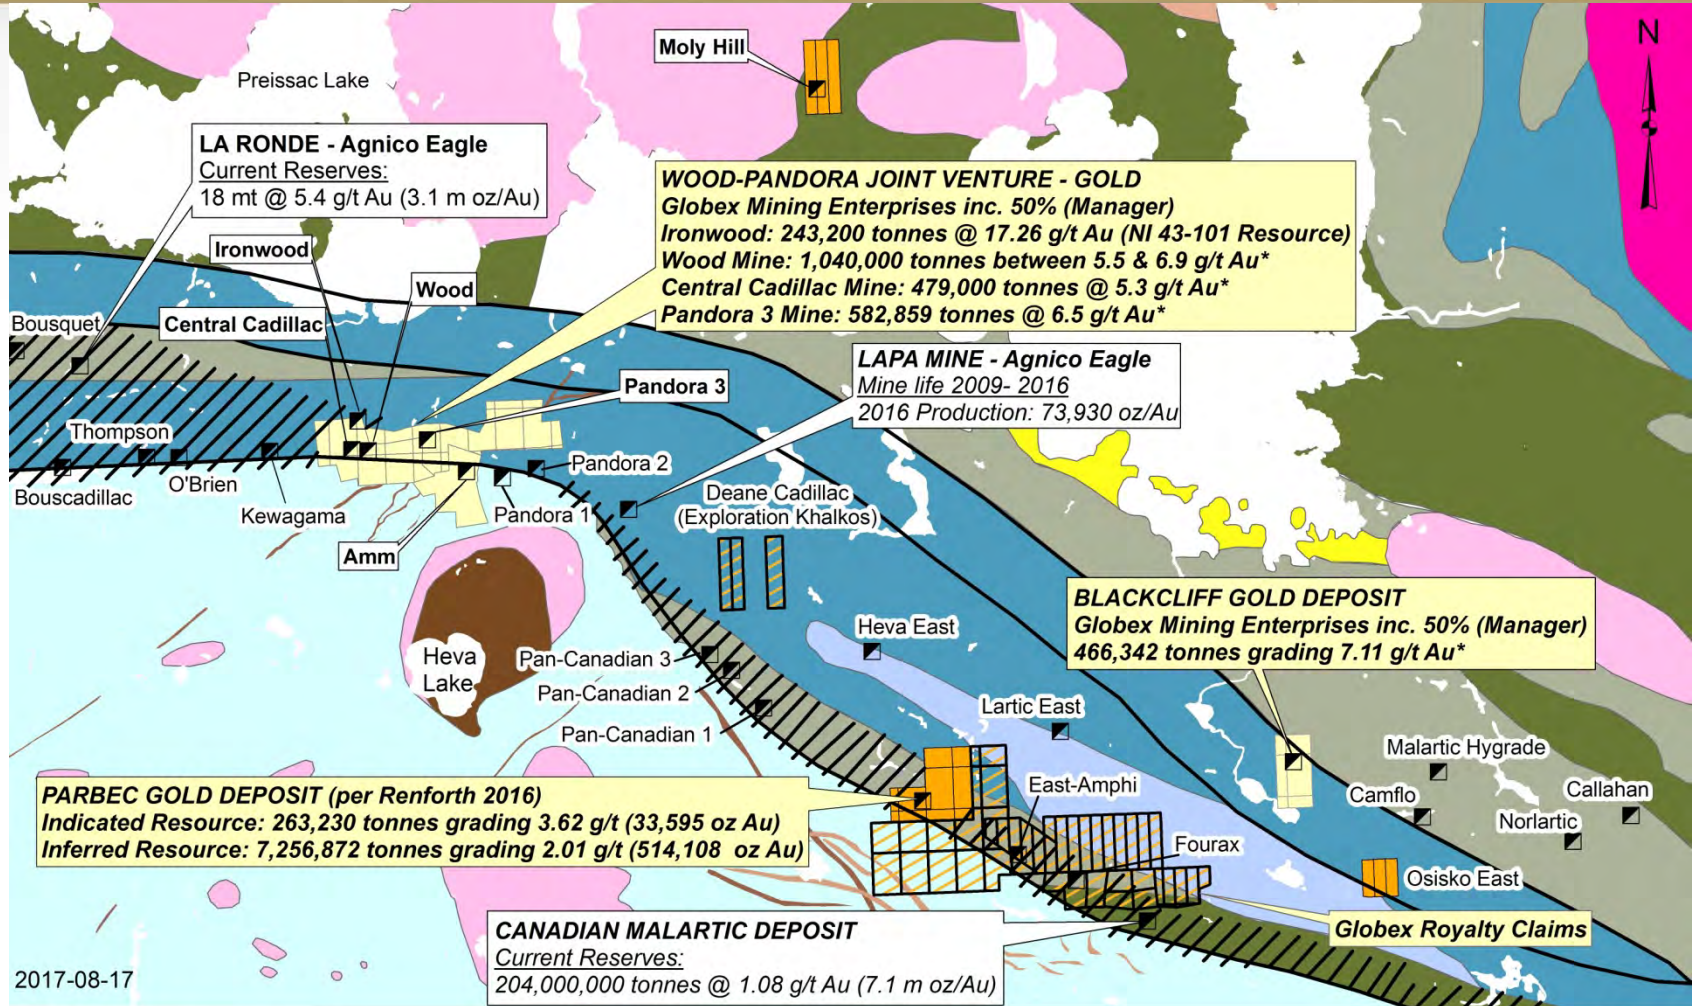 N
Moly Hill
Preissac Lake
LA RONDE - Agnico Eagle
Current Reserves:
18 mt @ 5.4 g/t Au (3.1 m oz/Au)
WOOD-PANDORA JOINT VENTURE - GOLD
Globex Mining Enterprises inc. 50% (Manager)
Ironwood: 243,200 tonnes @ 17.26 g/t Au (NI 43-101 Resource)
Wood Mine: 1,040,000 tonnes between 5.5 & 6.9 g/t Au*
Central Cadillac Mine: 479,000 tonnes @ 5.3 g/t Au*
Pandora 3 Mine: 582,859 tonnes @ 6.5 g/t Au*
Ironwood
Wood
Bousquet
Central Cadillac
LAPA MINE - Agnico Eagle
Mine life 2009- 2016
2016 Production: 73,930 oz/Au
Pandora 3
Thompson
Bouscadillac
O'Brien
Kewagama
Pandora 2
Pandora 1
Amm
Deane Cadillac
(Exploration Khalkos)
BLACKCLIFF GOLD DEPOSIT
Globex Mining Enterprises inc. 50% (Manager)
466,342 tonnes grading 7.11 g/t Au*
Heva East
Heva
Lake
Pan-Canadian 3
Pan-Canadian 2
Pan-Canadian 1
Lartic East
Malartic Hygrade
Callahan
Camflo
Norlartic
East-Amphi
PARBEC GOLD DEPOSIT (per Renforth 2016)
Indicated Resource: 263,230 tonnes grading 3.62 g/t (33,595 oz Au)
Inferred Resource: 7,256,872 tonnes grading 2.01 g/t (514,108 oz Au)
Fourax
Osisko East
Globex Royalty Claims
CANADIAN MALARTIC DEPOSIT
Current Reserves:
204,000,000 tonnes @ 1.08 g/t Au (7.1 m oz/Au)
2017-08-17